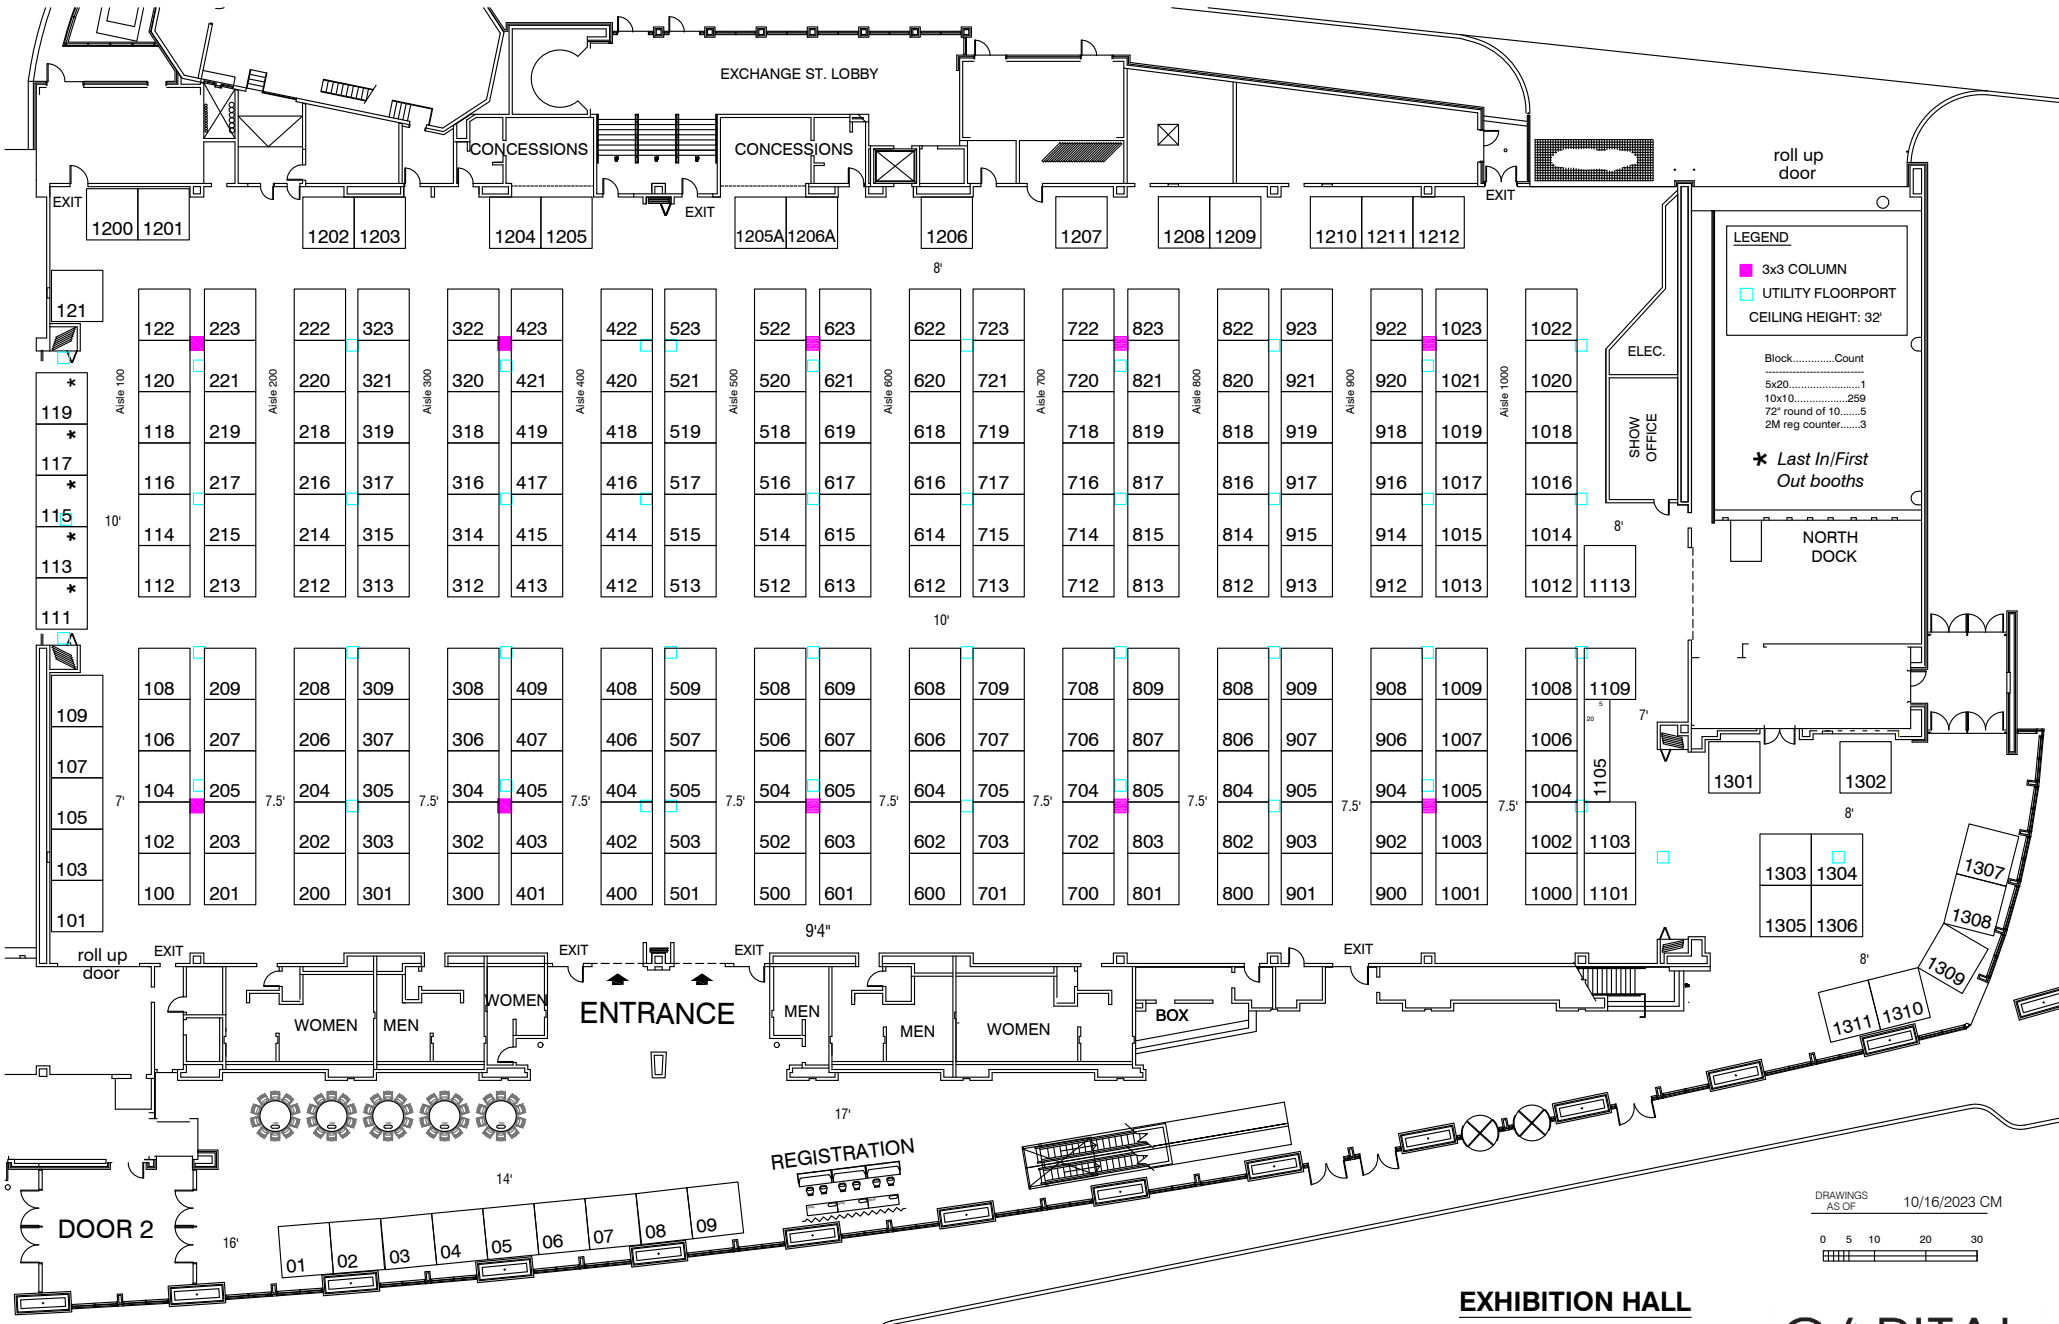 EXCHANGE ST. LOBBY
CONCESSIONS
CONCESSIONS
roll up
door
EXIT
EXIT
EXIT
1200 1201
1202 1203
1204 1205
1205A 1206A
1206
1207
1208 1209
1210 1211 1212
8'
LEGEND
3x3 COLUMN
UTILITY FLOORPORT
CEILING HEIGHT: 32'
Block..............Count
5x20........................1
10x10...................259
72" round of 10.......5
2M reg counter.......3
* Last In/First
Out booths
ELEC.
SHOW
OFFICE
NORTH
DOCK
121
122 223 222 323 322 423 422 523 522 623 622 723 722 823 822 923 922 1023 1022
Aisle 100
Aisle 200
Aisle 300
Aisle 400
Aisle 500
Aisle 600
Aisle 700
Aisle 800
Aisle 900
Aisle 1000
120 221 220 321 320 421 420 521 520 621 620 721 720 821 820 921 920 1021 1020
*
119
118 219 218 319 318 419 418 519 518 619 618 719 718 819 818 919 918 1019 1018
*
117
116 217 216 317 316 417 416 517 516 617 616 717 716 817 816 917 916 1017 1016
*
115
10'
8'
114 215 214 315 314 415 414 515 514 615 614 715 714 815 814 915 914 1015 1014
*
113
112 213 212 313 312 413 412 513 512 613 612 713 712 813 812 913 912 1013 1012 1113
*
111
10'
108 209 208 309 308 409 408 509 508 609 608 709 708 809 808 909 908 1009 1008 1109
109
5
20
7'
106 207 206 307 306 407 406 507 506 607 606 707 706 807 806 907 906 1007 1006
107
1105
1301
1302
104 205 204 305 304 405 404 505 504 605 604 705 704 805 804 905 904 1005 1004
7' 7.5' 7.5' 7.5' 7.5' 7.5' 7.5' 7.5' 7.5' 7.5'
8'
105
102 203 202 303 302 403 402 503 502 603 602 703 702 803 802 903 902 1003 1002 1103
103
1303 1304
1307
100 201 200 301 300 401 400 501 500 601 600 701 700 801 800 901 900 1001 1000 1101
101
1305 1306
1308
9'4"
8'
1309
1311 1310
roll up
door
EXIT
EXIT
EXIT
EXIT
ENTRANCE
WOMEN
MEN
WOMEN
MEN
MEN
WOMEN
BOX
17'
REGISTRATION
14'
DOOR 2
16'
01 02 03 04 05 06 07 08 09
DRAWINGS
AS OF
10/16/2023 CM
0 5 10 20 30
EXHIBITION HALL